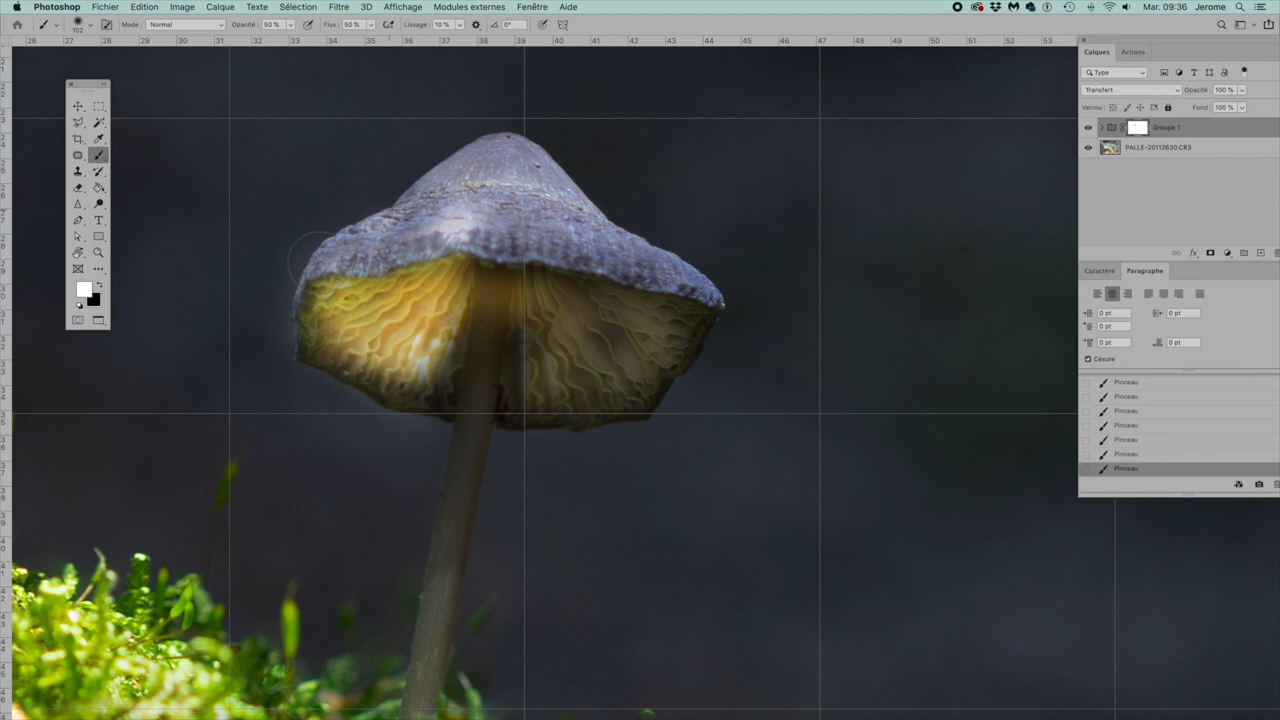 Photoshop Fichier Edition Image Calque Texte Sélection Filtre 3D Affichage Modules externes Fenêtre Aide Mar. 09:36 Jerome
102 Mode : Normal Opacité : 50 % Flux : 50 % Lissage : 10 % 0°
26 27 28 29 30 31 32 33 34 35 36 37 38 39 40 41 42 43 44 45 46 47 48 49 50 51 52 53
Calques Actions
Type
Transfert Opacité : 100 %
Verrou : Fond : 100 %
Groupe 1
PALLE-20112630.CR3
fx
Caractère Paragraphe
0 pt 0 pt
0 pt
0 pt 0 pt
Césure
Pinceau
Pinceau
Pinceau
Pinceau
Pinceau
Pinceau
Pinceau